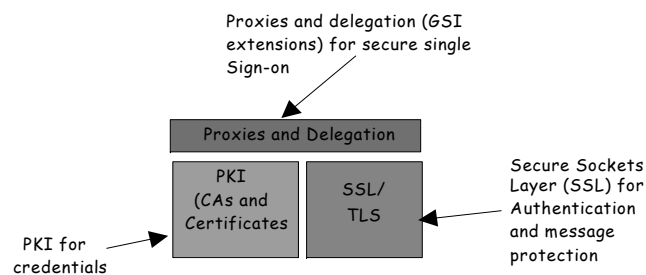 Proxies and delegation (GSI
extensions) for secure single
Sign-on
Proxies and Delegation
PKI
(CAs and
Certificates
SSL/
TLS
Secure Sockets
Layer (SSL) for
Authentication
and message
protection
PKI for
credentials